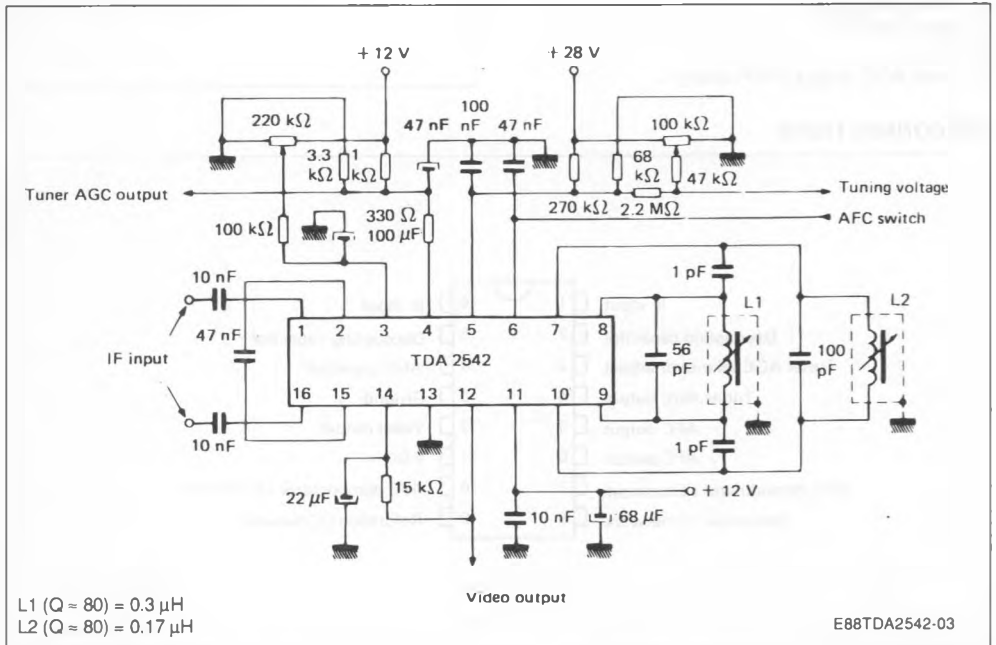 + 12 V
+ 28 V
220 kΩ
47 nF
100 nF
47 nF
100 kΩ
3.3 kΩ
1 kΩ
68 kΩ
47 kΩ
Tuner AGC output
Tuning voltage
270 kΩ
2.2 MΩ
AFC switch
100 kΩ
330 Ω
100 µF
10 nF
1 pF
L1
L2
47 nF
1 2 3 4 5 6 7 8
IF input
TDA 2542
56 pF
100 pF
16 15 14 13 12 11 10 9
10 nF
1 pF
22 µF
15 kΩ
+ 12 V
10 nF
68 µF
Video output
L1 (Q ≈ 80) = 0.3 µH
L2 (Q ≈ 80) = 0.17 µH
E88TDA2542-03